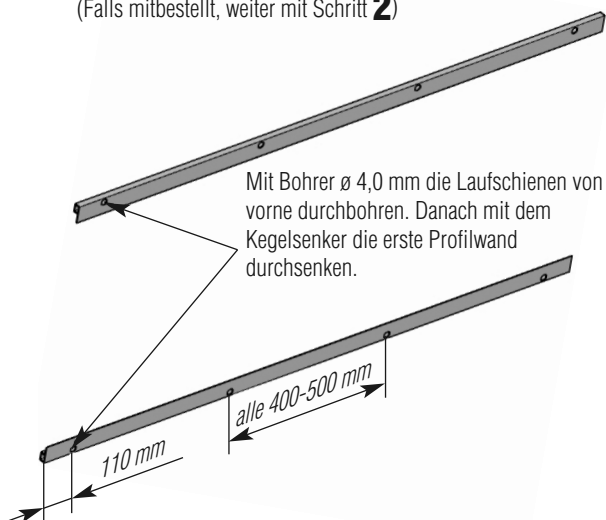 (Falls mitbestellt, weiter mit Schritt 2)
Mit Bohrer ø 4,0 mm die Laufschienen von
vorne durchbohren. Danach mit dem
Kegelsenker die erste Profilwand
durchsenken.
alle 400-500 mm
110 mm